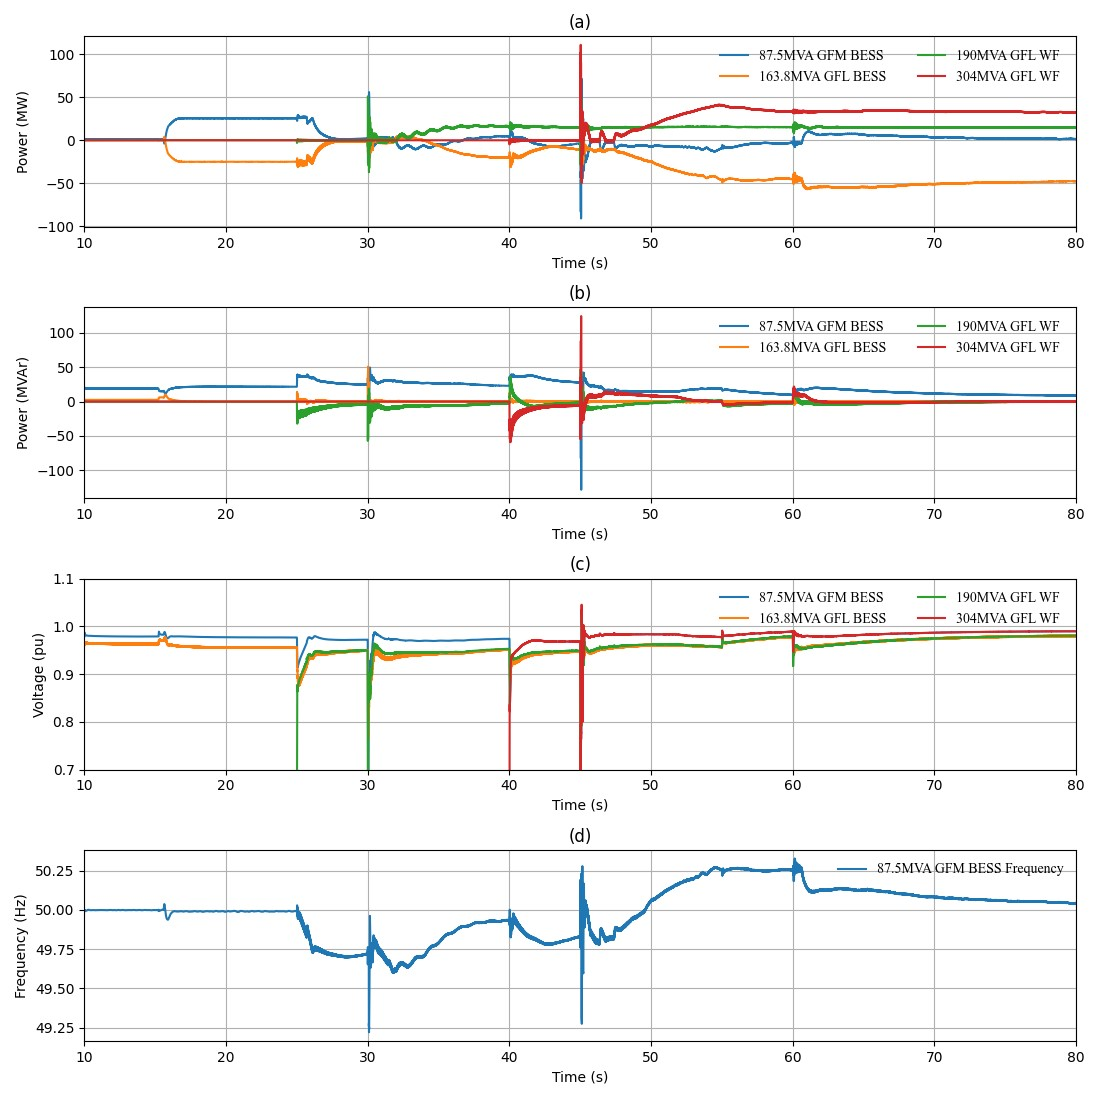 (a)
Power (MW)
100
50
0
−50
−100
87.5MVA GFM BESS
163.8MVA GFL BESS
190MVA GFL WF
304MVA GFL WF
10 20 30 40 50 60 70 80
Time (s)
(b)
Power (MVAr)
100
50
0
−50
−100
87.5MVA GFM BESS
163.8MVA GFL BESS
190MVA GFL WF
304MVA GFL WF
10 20 30 40 50 60 70 80
Time (s)
(c)
Voltage (pu)
1.1
1.0
0.9
0.8
0.7
87.5MVA GFM BESS
163.8MVA GFL BESS
190MVA GFL WF
304MVA GFL WF
10 20 30 40 50 60 70 80
Time (s)
(d)
Frequency (Hz)
50.25
50.00
49.75
49.50
49.25
87.5MVA GFM BESS Frequency
10 20 30 40 50 60 70 80
Time (s)